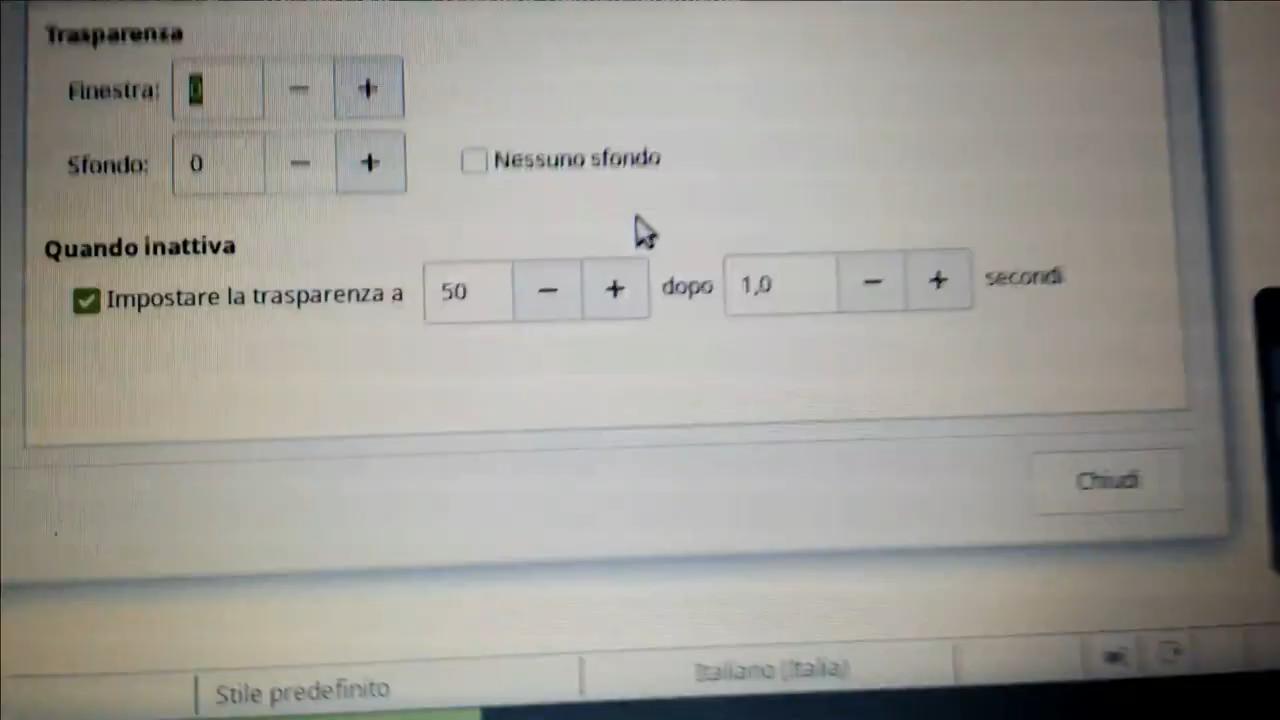 Trasparenza
Finestra: 0 − +
Sfondo: 0 − + Nessuno sfondo
Quando inattiva
Impostare la trasparenza a 50 − + dopo 1,0 − + secondi
Chiudi
Stile predefinito Italiano (Italia)